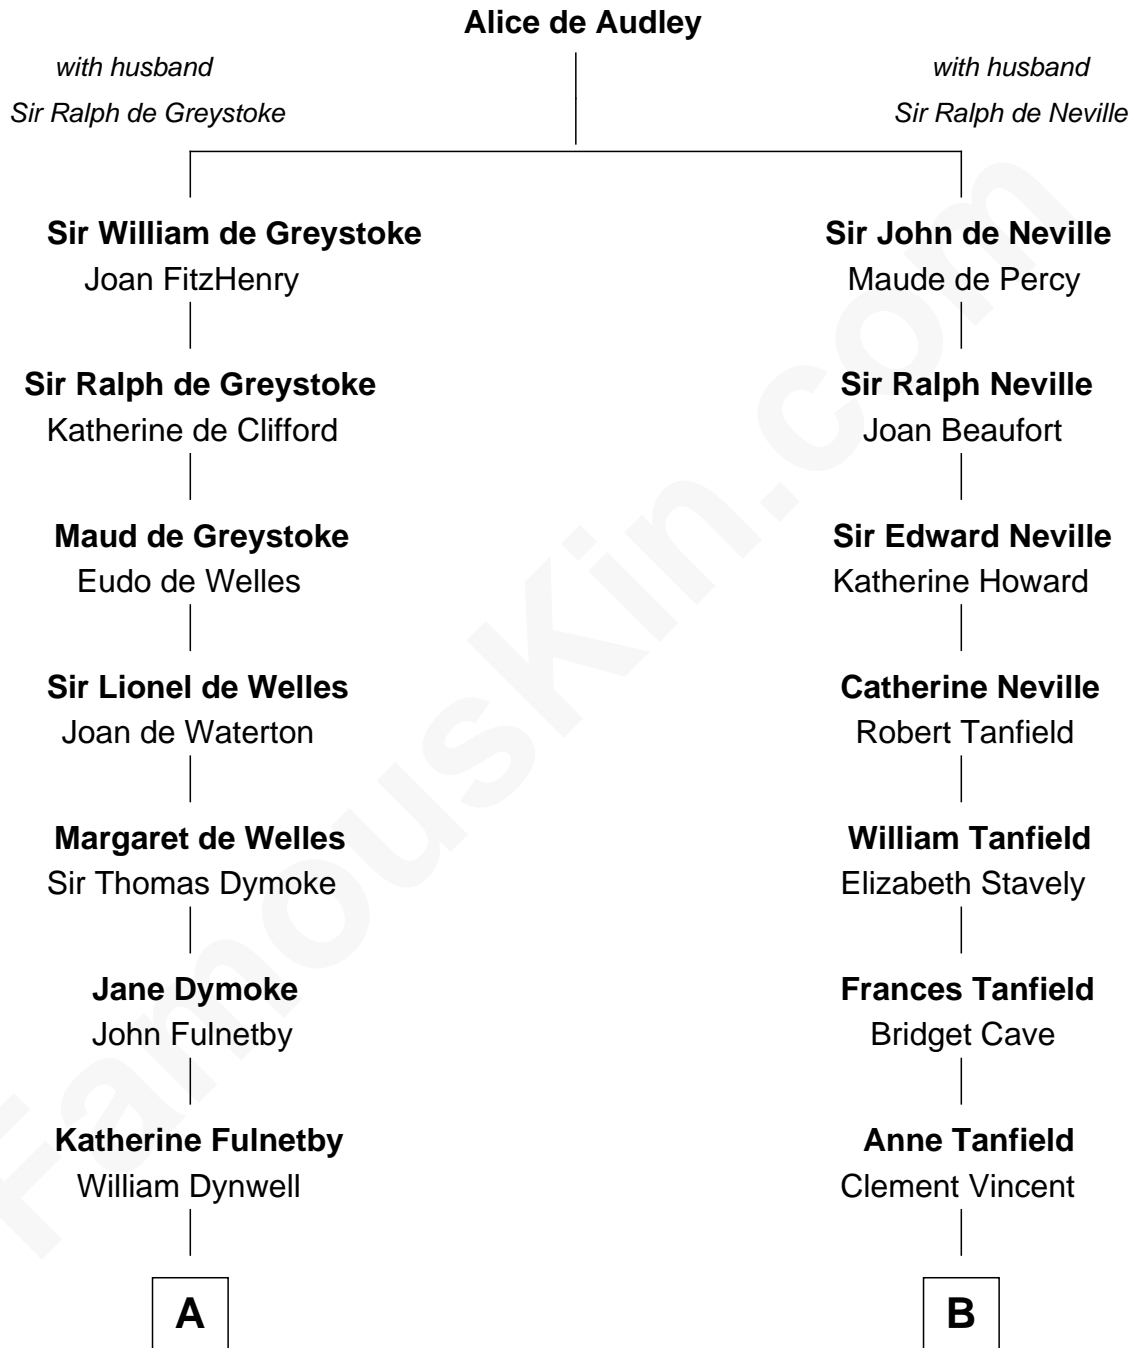 Alice de Audley
with husband
Sir Ralph de Greystoke
with husband
Sir Ralph de Neville
Sir William de Greystoke
Joan FitzHenry
Sir John de Neville
Maude de Percy
Sir Ralph de Greystoke
Katherine de Clifford
Sir Ralph Neville
Joan Beaufort
Maud de Greystoke
Eudo de Welles
Sir Edward Neville
Katherine Howard
Sir Lionel de Welles
Joan de Waterton
Catherine Neville
Robert Tanfield
Margaret de Welles
Sir Thomas Dymoke
William Tanfield
Elizabeth Stavely
Jane Dymoke
John Fulnetby
Frances Tanfield
Bridget Cave
Katherine Fulnetby
William Dynwell
Anne Tanfield
Clement Vincent
A
B
FamousKin.com